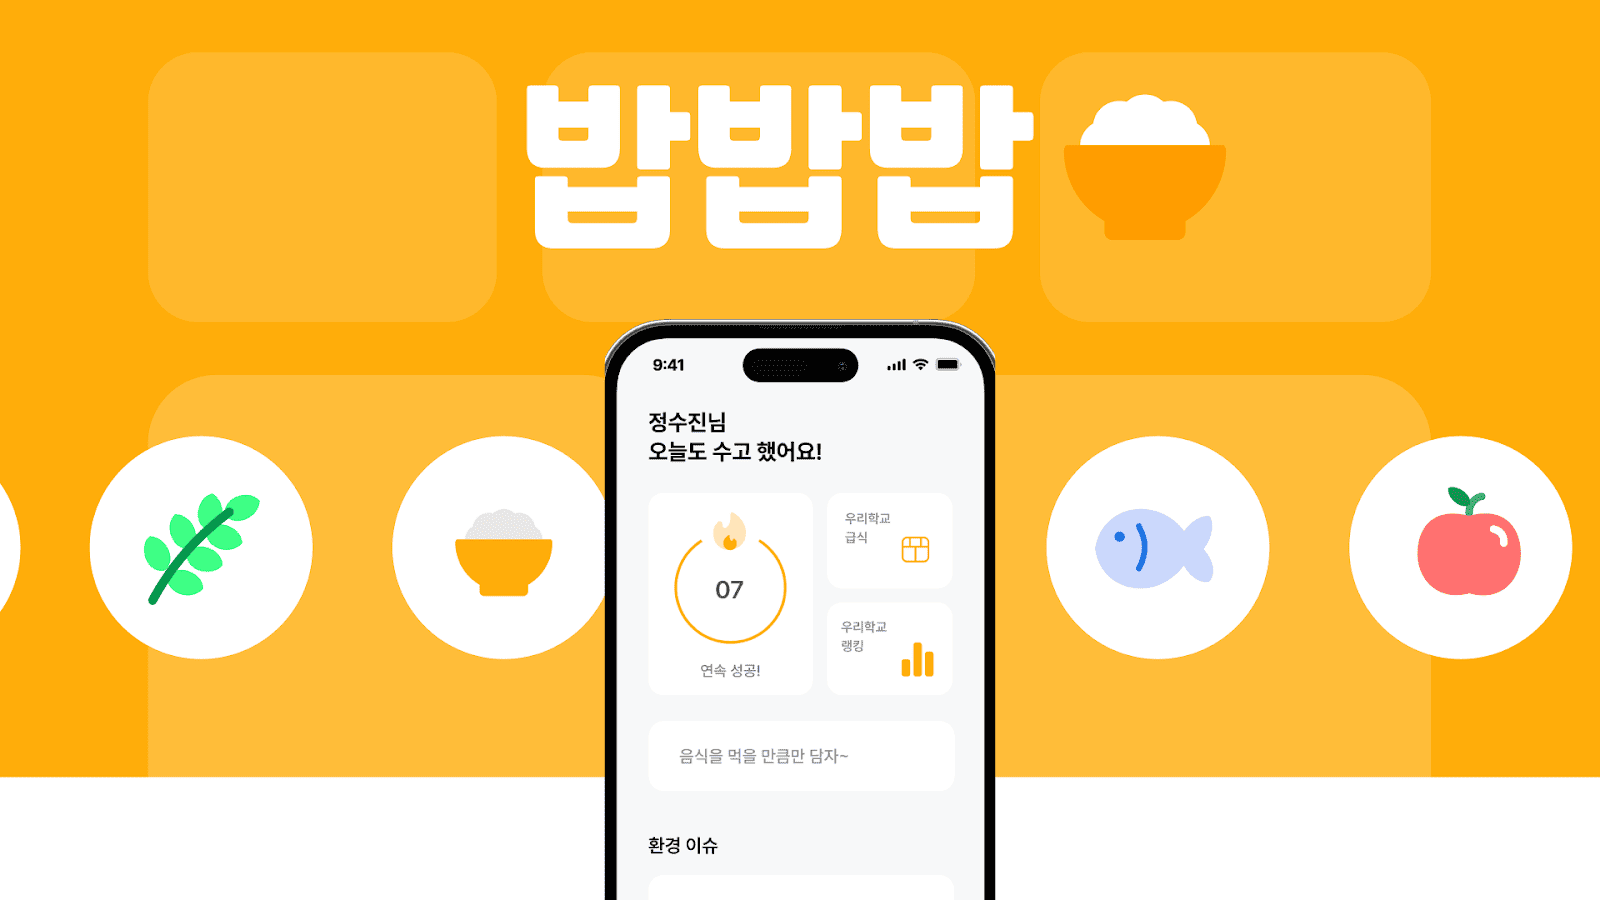 밥밥밥
9:41
정수진님
오늘도 수고 했어요!
07
연속 성공!
우리학교
급식
우리학교
랭킹
음식을 먹을 만큼만 담자~
환경 이슈